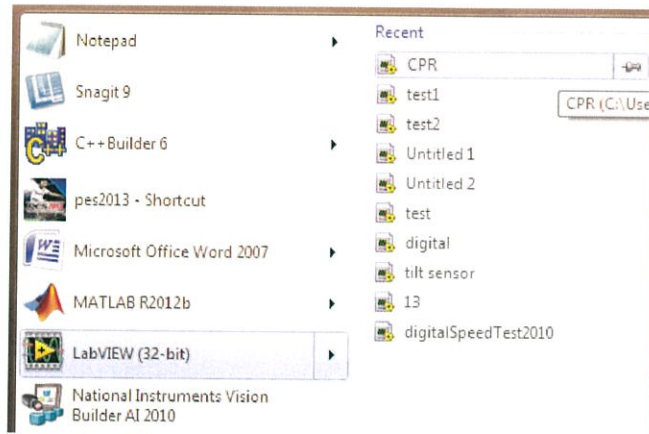 Notepad
Snagit 9
C++Builder 6
pes2013 - Shortcut
Microsoft Office Word 2007
MATLAB R2012b
LabVIEW (32-bit)
National Instruments Vision
Builder AI 2010
Recent
CPR
CPR (C:\Use
test1
test2
Untitled 1
Untitled 2
test
digital
tilt sensor
13
digitalSpeedTest2010